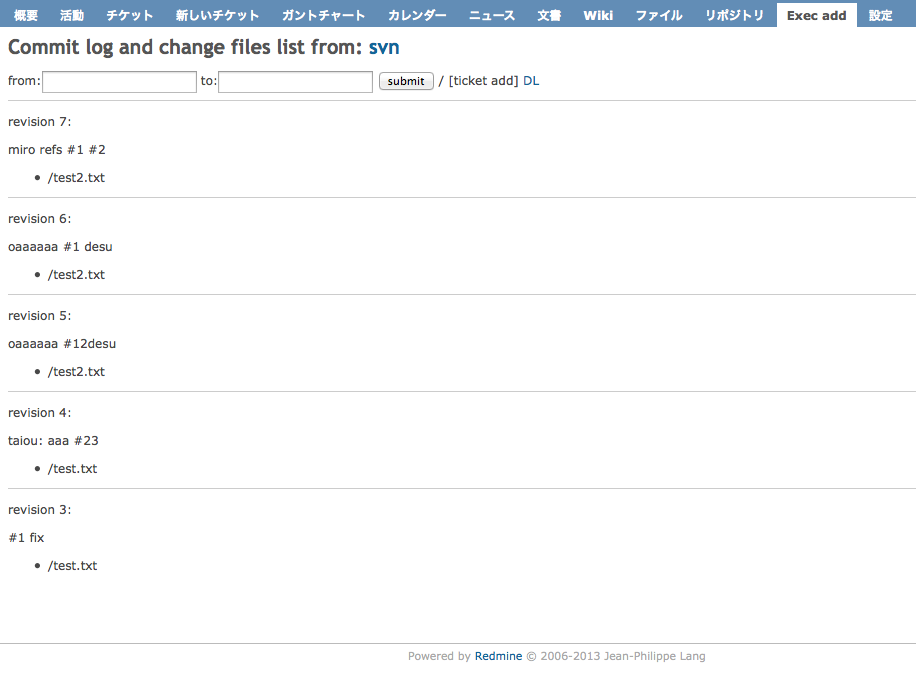 概要 活動 チケット 新しいチケット ガントチャート カレンダー ニュース 文書 Wiki ファイル リポジトリ Exec add 設定
Commit log and change files list from: svn
from: to: submit / [ticket add] DL
revision 7:
miro refs #1 #2
• /test2.txt
revision 6:
oaaaaaa #1 desu
• /test2.txt
revision 5:
oaaaaaa #12desu
• /test2.txt
revision 4:
taiou: aaa #23
• /test.txt
revision 3:
#1 fix
• /test.txt
Powered by Redmine © 2006-2013 Jean-Philippe Lang